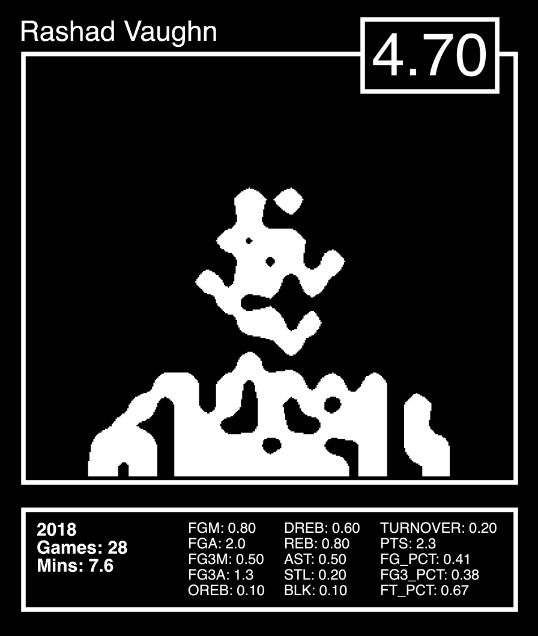 Rashad Vaughn
4.70
2018
Games: 28
Mins: 7.6
FGM: 0.80
FGA: 2.0
FG3M: 0.50
FG3A: 1.3
OREB: 0.10
DREB: 0.60
REB: 0.80
AST: 0.50
STL: 0.20
BLK: 0.10
TURNOVER: 0.20
PTS: 2.3
FG_PCT: 0.41
FG3_PCT: 0.38
FT_PCT: 0.67